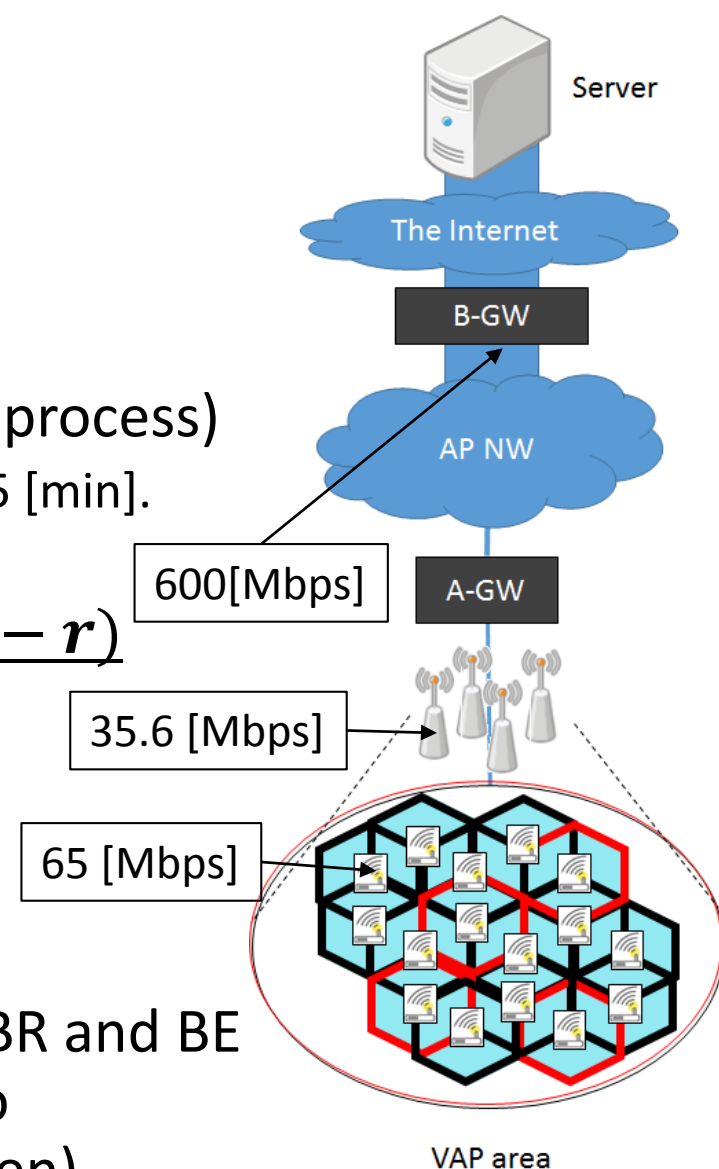 Server
The Internet
B-GW
process)
AP NW
5 [min].
600[Mbps]
A-GW
− r)
35.6 [Mbps]
65 [Mbps]
BR and BE
en)
VAP area